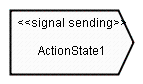 <<signal sending>>
ActionState1